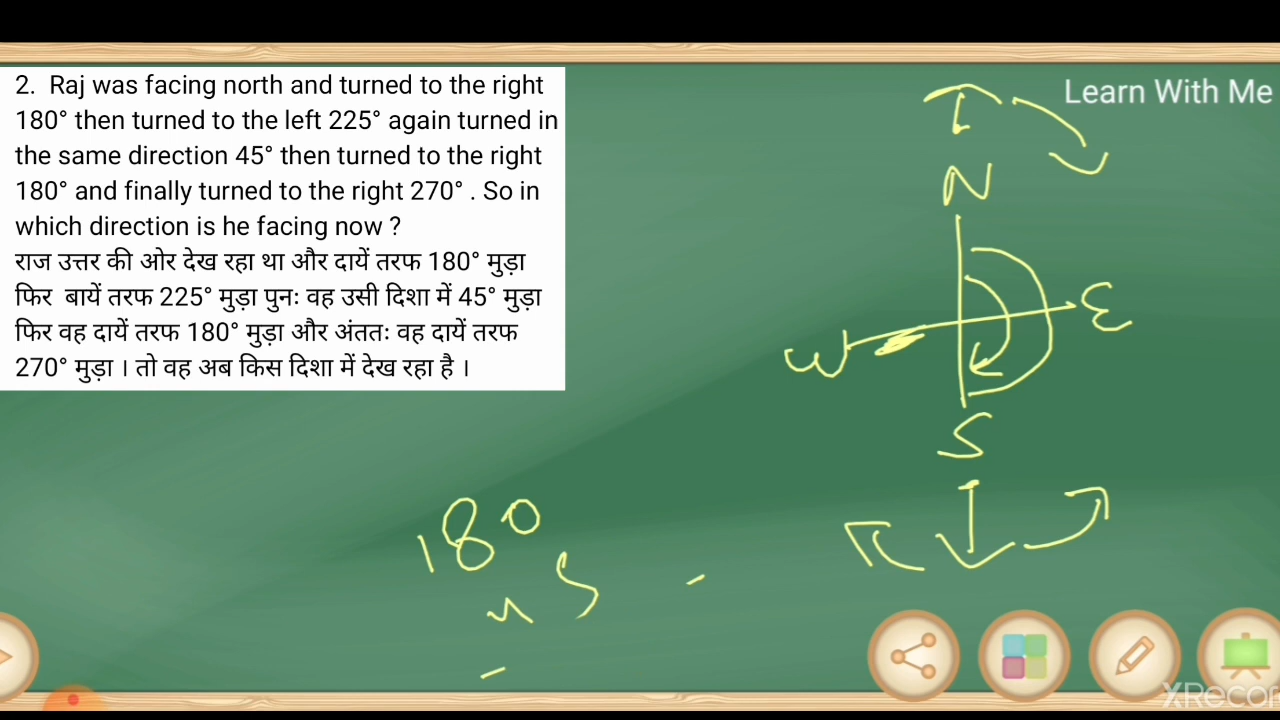 2. Raj was facing north and turned to the right
180° then turned to the left 225° again turned in
the same direction 45° then turned to the right
180° and finally turned to the right 270° . So in
which direction is he facing now ?
राज उत्तर की ओर देख रहा था और दायें तरफ 180° मुड़ा
फिर बायें तरफ 225° मुड़ा पुनः वह उसी दिशा में 45° मुड़ा
फिर वह दायें तरफ 180° मुड़ा और अंततः वह दायें तरफ
270° मुड़ा । तो वह अब किस दिशा में देख रहा है ।
Learn With Me
N
E
W
S
180
XRecor